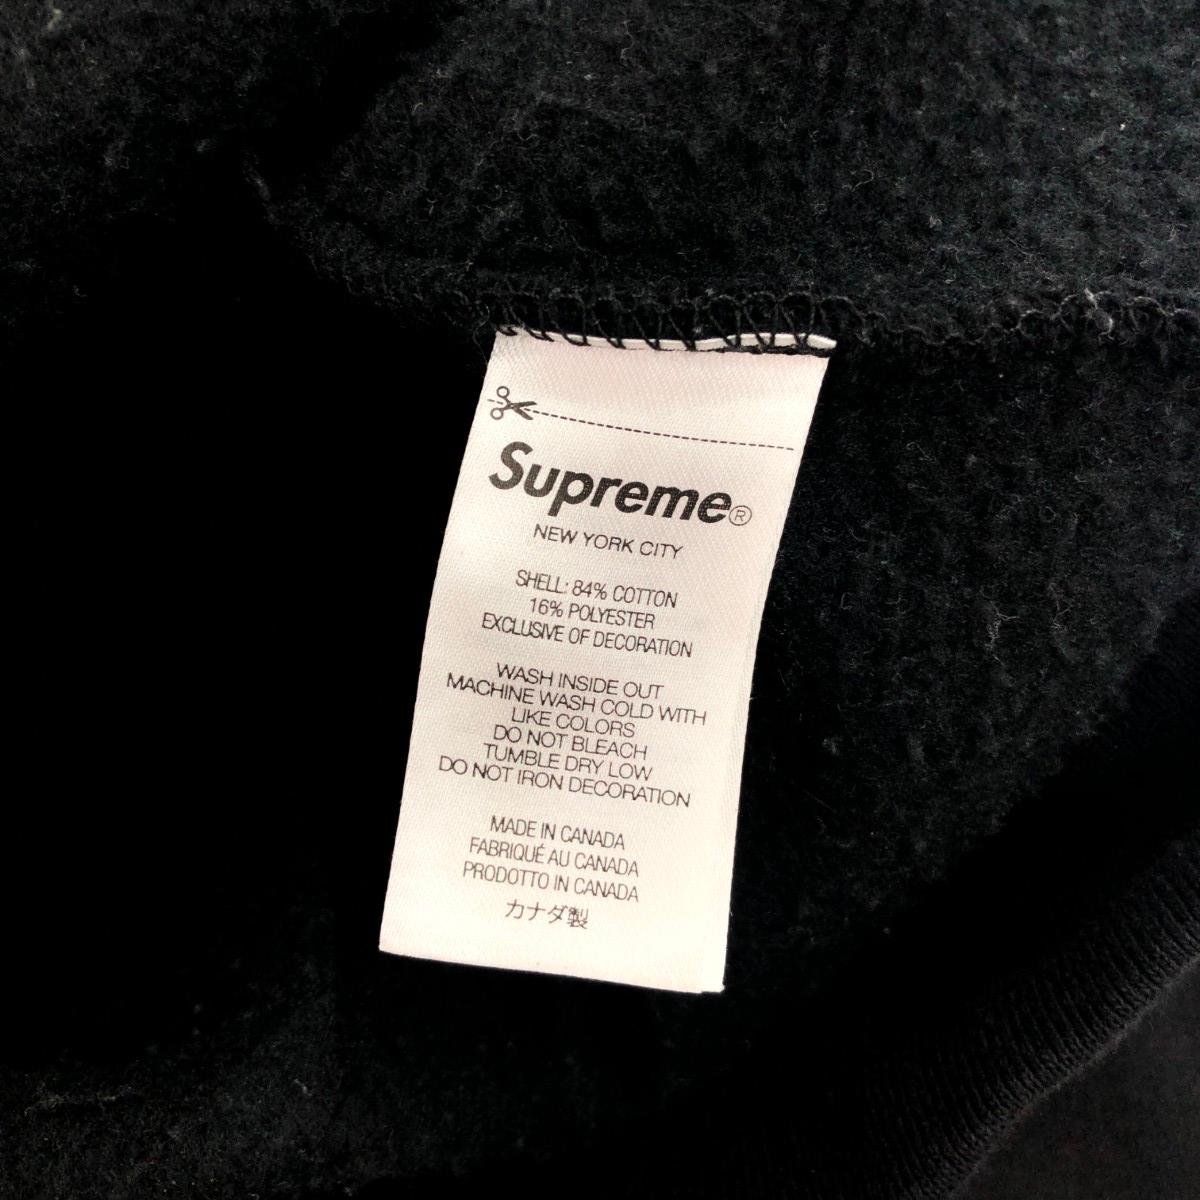 Supreme®
NEW YORK CITY
SHELL: 84% COTTON
16% POLYESTER
EXCLUSIVE OF DECORATION
WASH INSIDE OUT
MACHINE WASH COLD WITH
LIKE COLORS
DO NOT BLEACH
TUMBLE DRY LOW
DO NOT IRON DECORATION
MADE IN CANADA
FABRIQUÉ AU CANADA
PRODOTTO IN CANADA
カナダ製